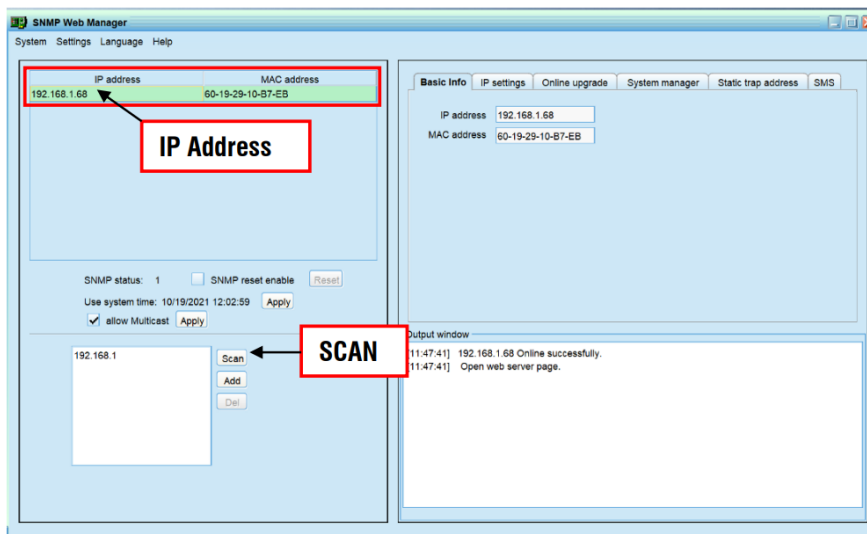 SNMP Web Manager
System Settings Language Help
IP address MAC address
192.168.1.68 60-19-29-10-B7-EB
IP Address
SNMP status: 1 SNMP reset enable Reset
Use system time: 10/19/2021 12:02:59 Apply
allow Multicast Apply
192.168.1
Scan
Add
Del
SCAN
Basic Info IP settings Online upgrade System manager Static trap address SMS
IP address 192.168.1.68
MAC address 60-19-29-10-B7-EB
Output window
[11:47:41] 192.168.1.68 Online successfully.
[11:47:41] Open web server page.